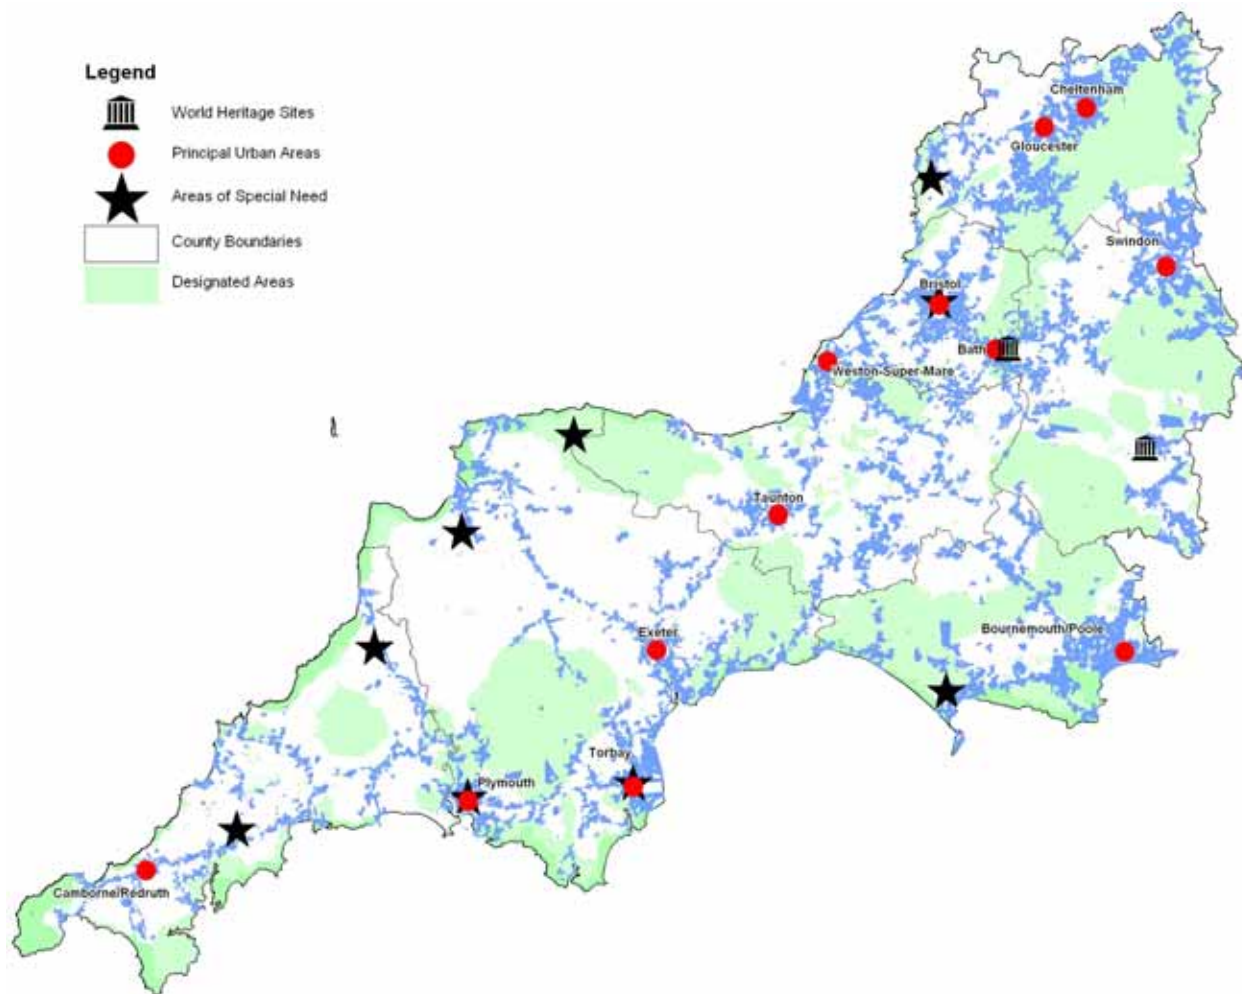 Legend
World Heritage Sites
Principal Urban Areas
Areas of Special Need
County Boundaries
Designated Areas
Cheltenham
Gloucester
Swindon
Bristol
Bath
Weston-Super-Mare
Taunton
Exeter
Bournemouth/Poole
Torbay
Plymouth
Camborne/Redruth